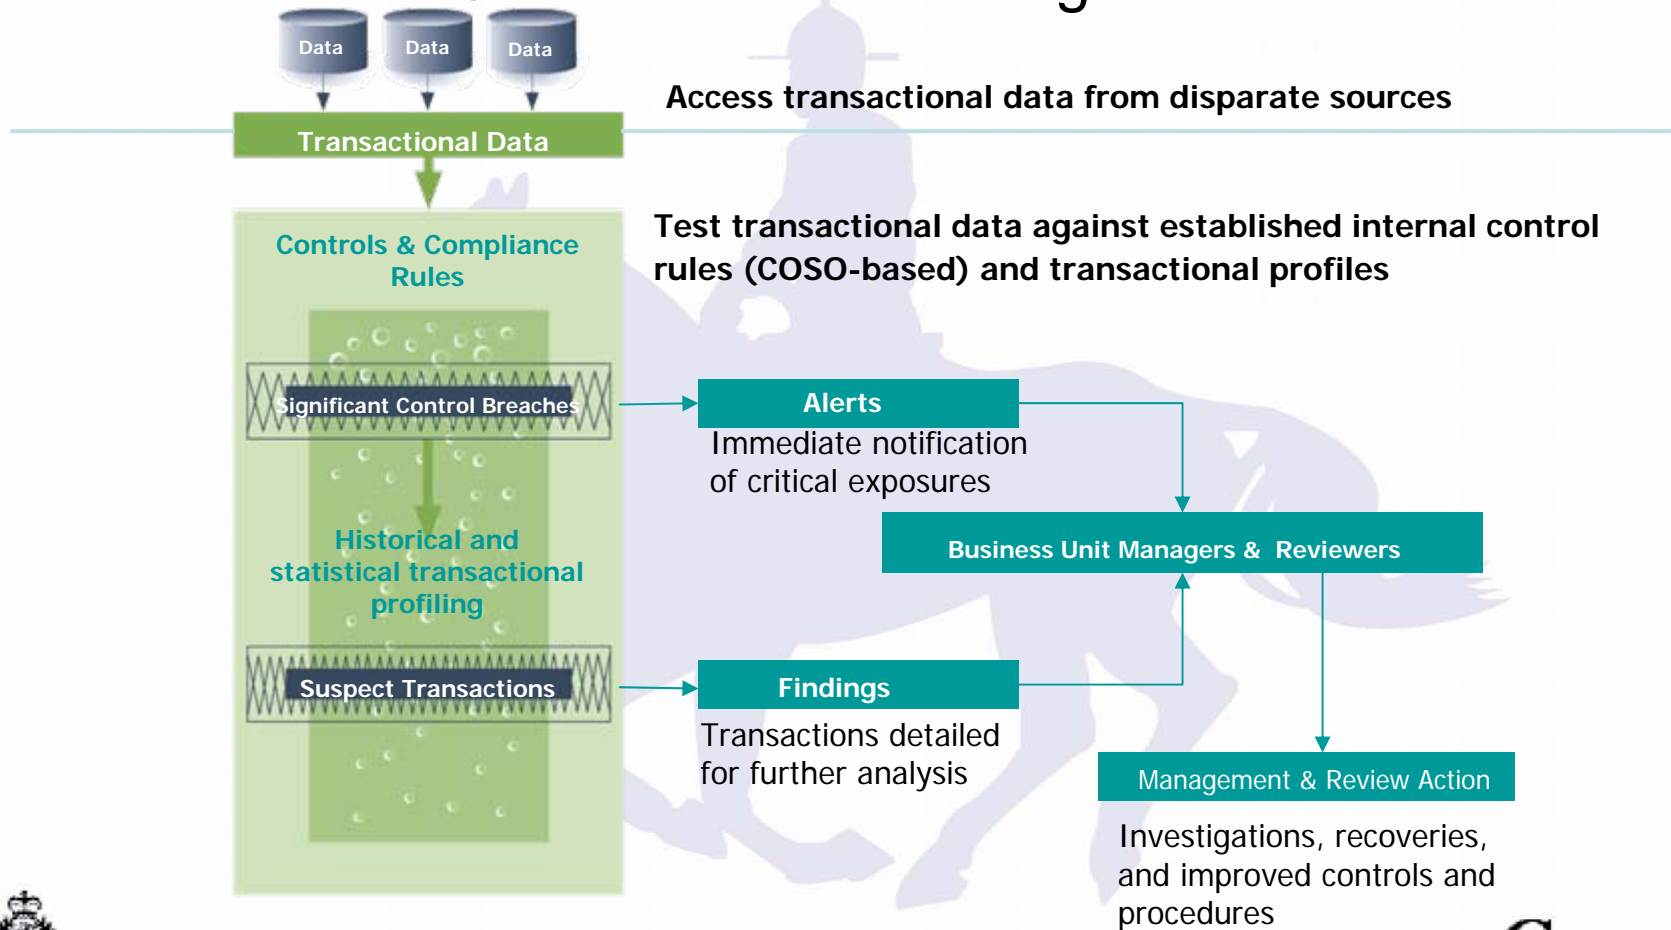 Data
Data
Data
Access transactional data from disparate sources
Transactional Data
Test transactional data against established internal control
rules (COSO-based) and transactional profiles
Controls & Compliance
Rules
Significant Control Breaches
Alerts
Immediate notification
of critical exposures
Historical and
statistical transactional
profiling
Business Unit Managers & Reviewers
Suspect Transactions
Findings
Transactions detailed
for further analysis
Management & Review Action
Investigations, recoveries,
and improved controls and
procedures